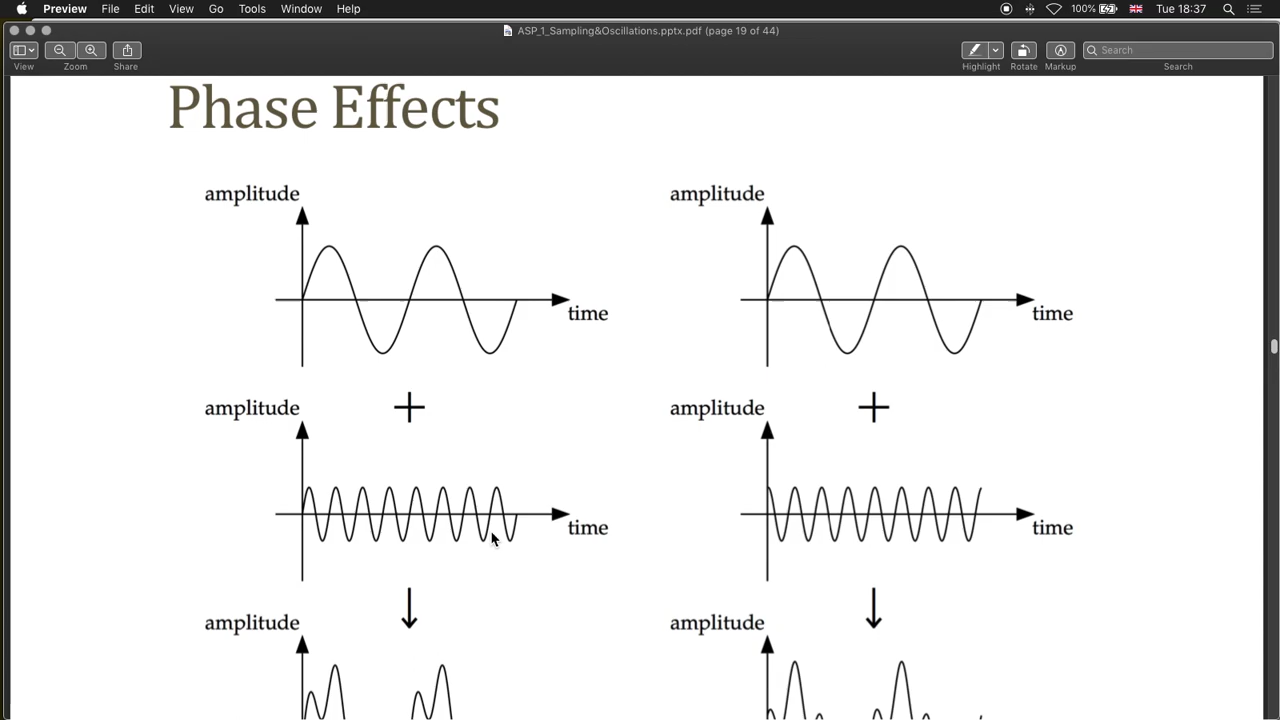 Preview File Edit View Go Tools Window Help 100% Tue 18:37
ASP_1_Sampling&Oscillations.pptx.pdf (page 19 of 44)
Search
View Zoom Share Highlight Rotate Markup Search
Phase Effects
amplitude amplitude
time time
+ +
amplitude amplitude
time time
amplitude amplitude